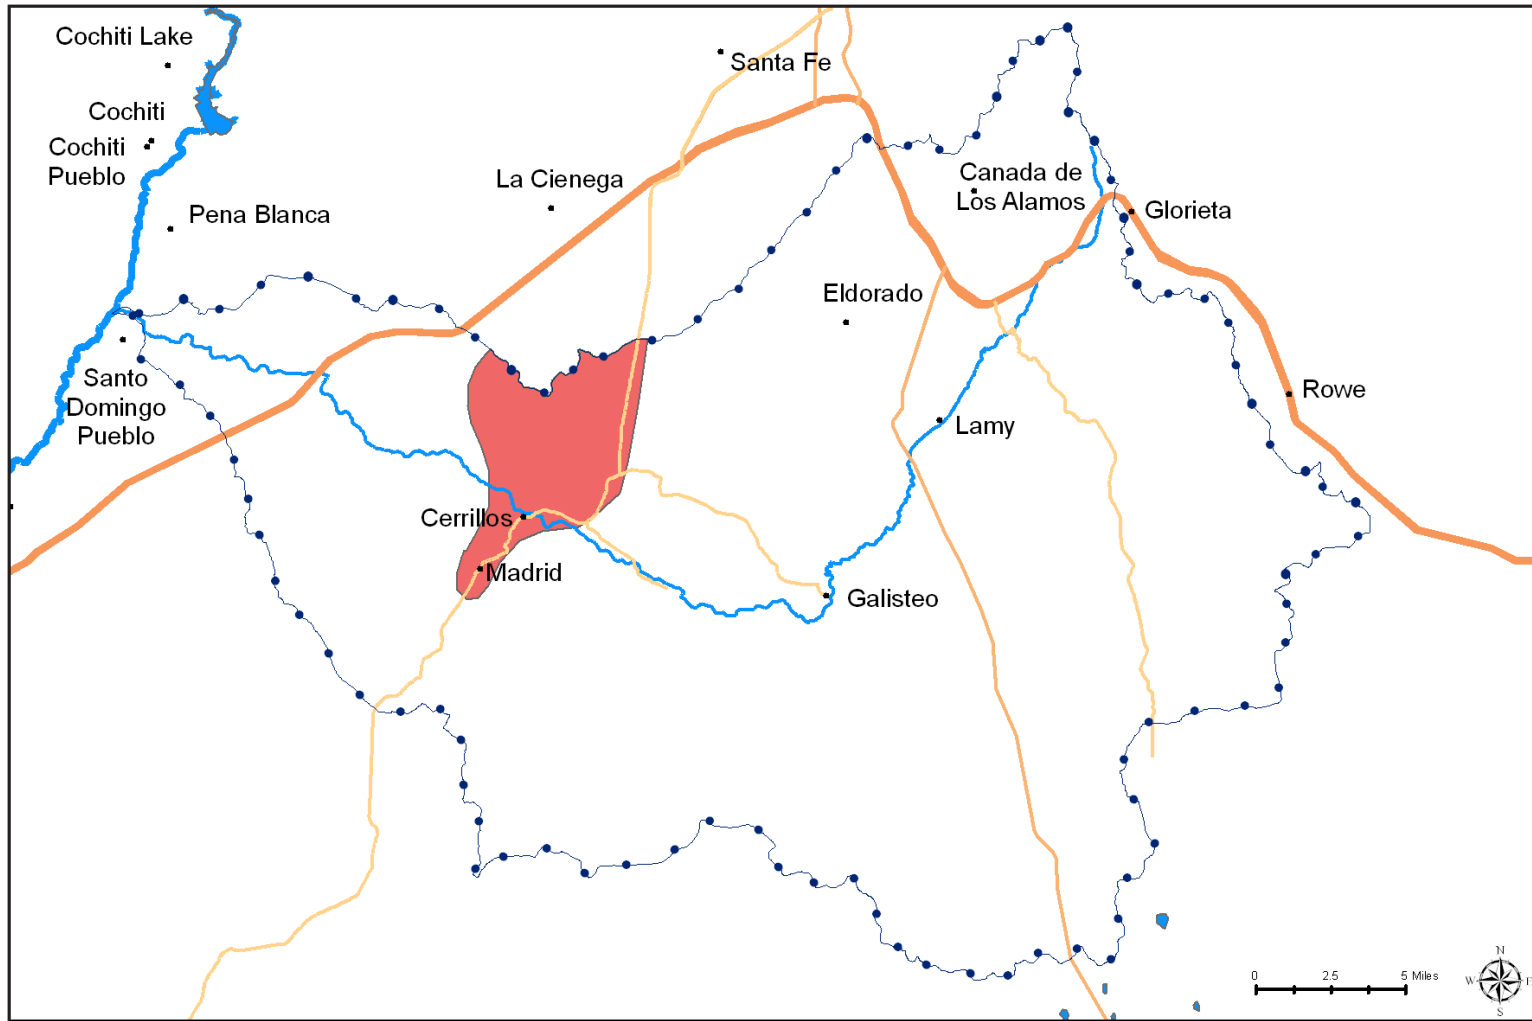 Cochiti Lake
Santa Fe
Cochiti
Cochiti
Pueblo
La Cienega
Canada de
Los Alamos
Pena Blanca
Glorieta
Eldorado
Santo
Domingo
Pueblo
Rowe
Lamy
Cerrillos
Madrid
Galisteo
N
W E
S
0 2.5 5 Miles